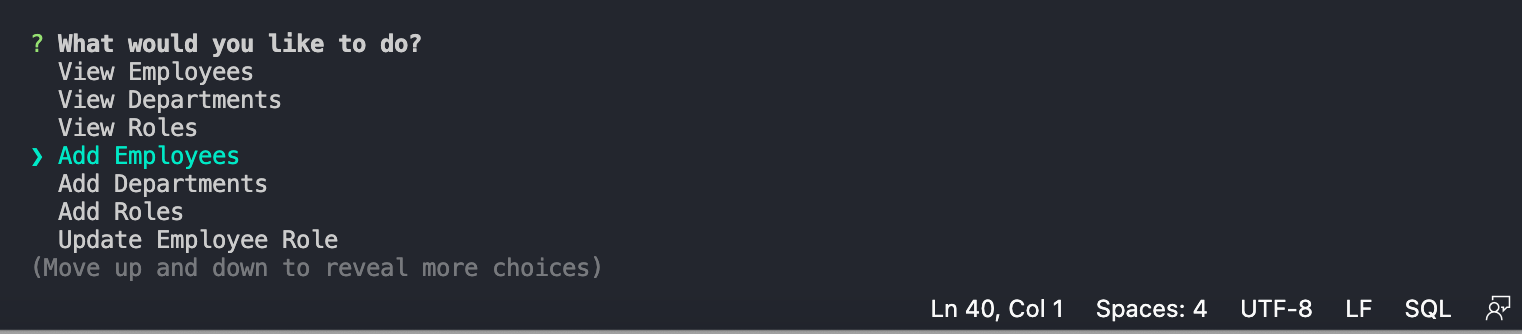 ? What would you like to do?
View Employees
View Departments
View Roles
❯ Add Employees
Add Departments
Add Roles
Update Employee Role
(Move up and down to reveal more choices)
Ln 40, Col 1 Spaces: 4 UTF-8 LF SQL